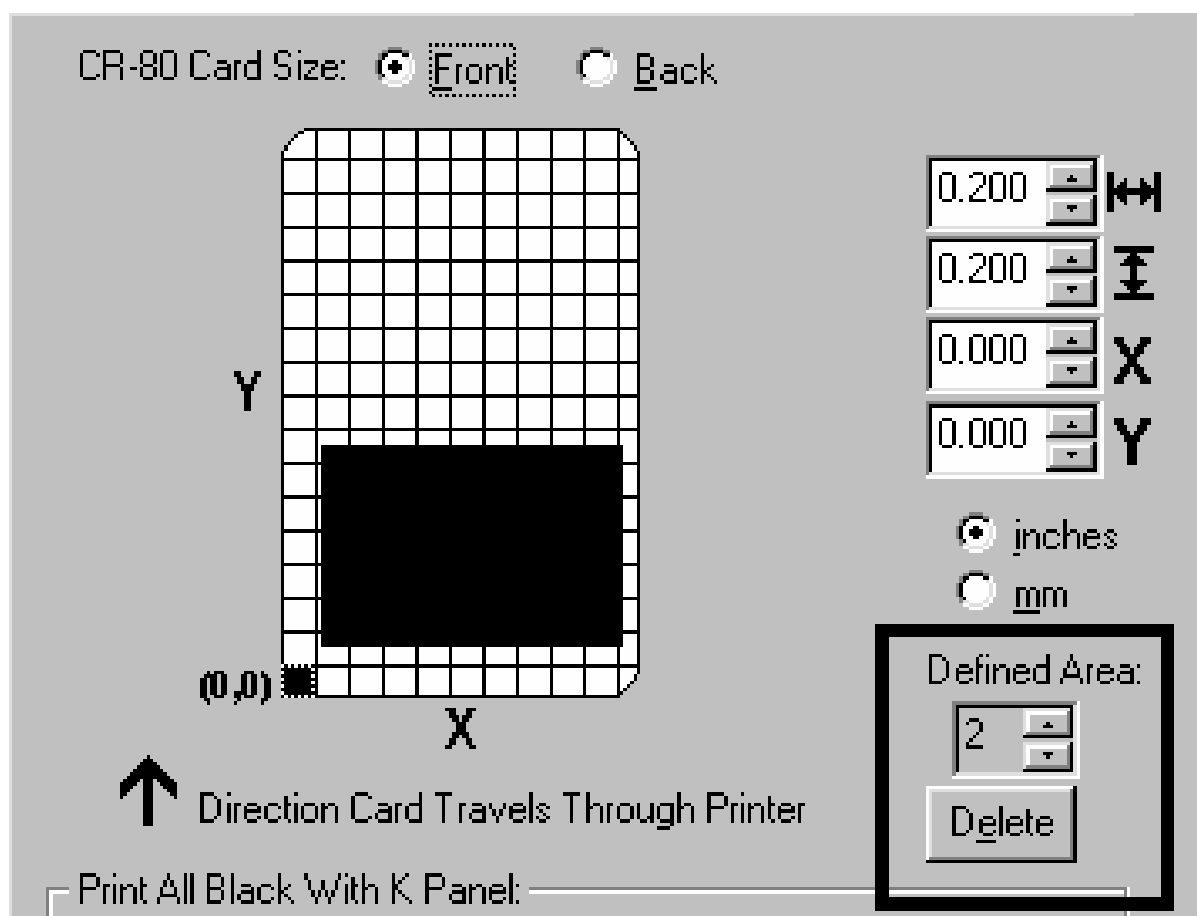 CR-80 Card Size: Front Back
0.200
0.200
0.000 X
0.000 Y
Y
inches
mm
(0,0)
X
Defined Area:
2
Delete
Direction Card Travels Through Printer
Print All Black With K Panel: